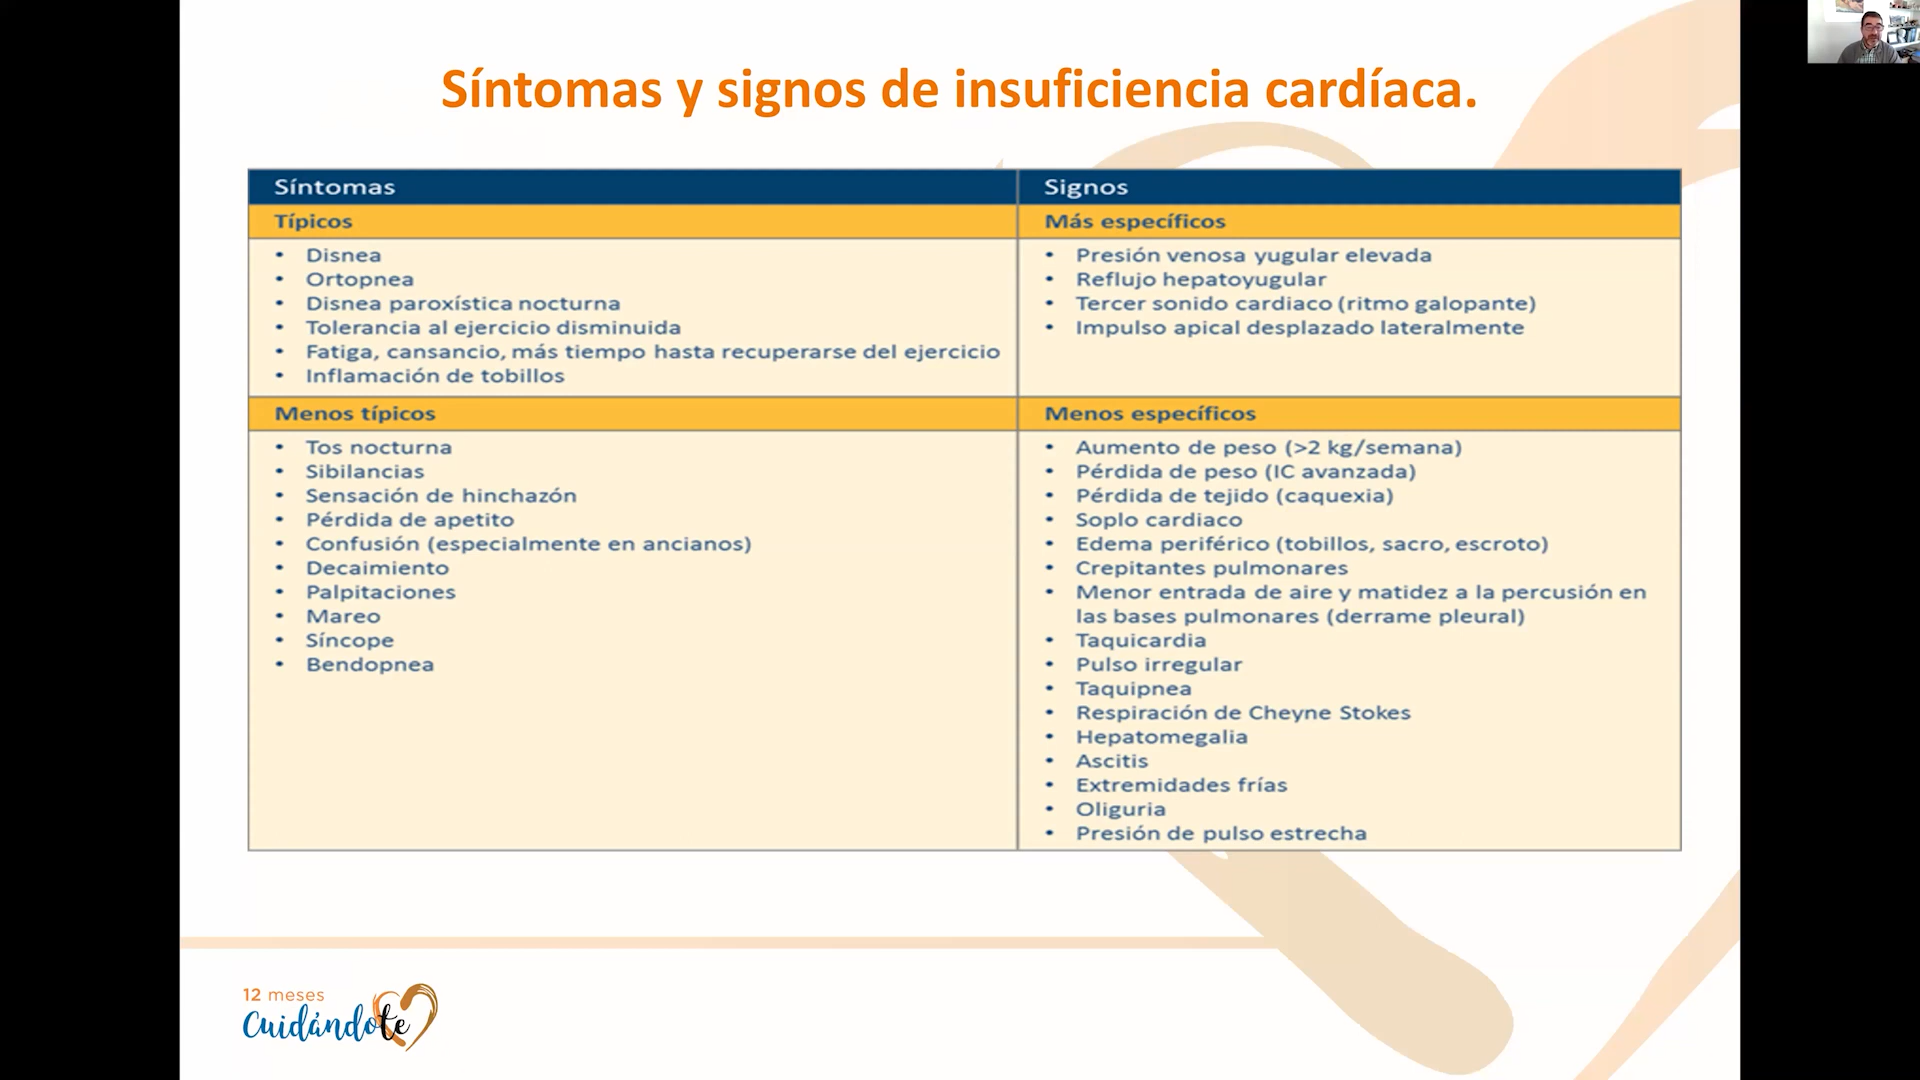 Síntomas y signos de insuficiencia cardíaca.
Síntomas
Signos
Típicos
Más específicos
• Disnea
• Ortopnea
• Disnea paroxística nocturna
• Tolerancia al ejercicio disminuida
• Fatiga, cansancio, más tiempo hasta recuperarse del ejercicio
• Inflamación de tobillos
• Presión venosa yugular elevada
• Reflujo hepatoyugular
• Tercer sonido cardiaco (ritmo galopante)
• Impulso apical desplazado lateralmente
Menos típicos
Menos específicos
• Tos nocturna
• Sibilancias
• Sensación de hinchazón
• Pérdida de apetito
• Confusión (especialmente en ancianos)
• Decaimiento
• Palpitaciones
• Mareo
• Síncope
• Bendopnea
• Aumento de peso (>2 kg/semana)
• Pérdida de peso (IC avanzada)
• Pérdida de tejido (caquexia)
• Soplo cardiaco
• Edema periférico (tobillos, sacro, escroto)
• Crepitantes pulmonares
• Menor entrada de aire y matidez a la percusión en
las bases pulmonares (derrame pleural)
• Taquicardia
• Pulso irregular
• Taquipnea
• Respiración de Cheyne Stokes
• Hepatomegalia
• Ascitis
• Extremidades frías
• Oliguria
• Presión de pulso estrecha
12 meses
Cuidándote